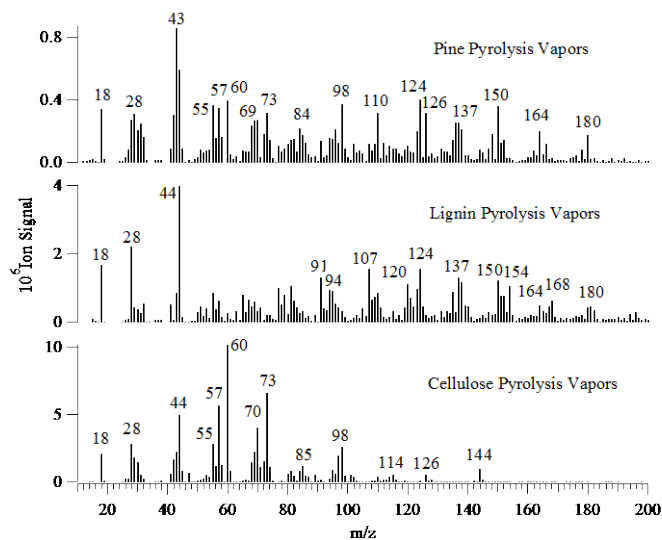 43
0.8
Pine Pyrolysis Vapors
18 28 55 57 60 69 73 84 98 110 124 126 137 150 164 180
0.4
0.0
4
44
Lignin Pyrolysis Vapors
18 28 91 94 107 120 124 137 150 154 164 168 180
2
0
10
60
Cellulose Pyrolysis Vapors
18 28 44 55 57 70 73 85 98 114 126 144
5
0
10^6 Ion Signal
20 40 60 80 100 120 140 160 180 200
m/z